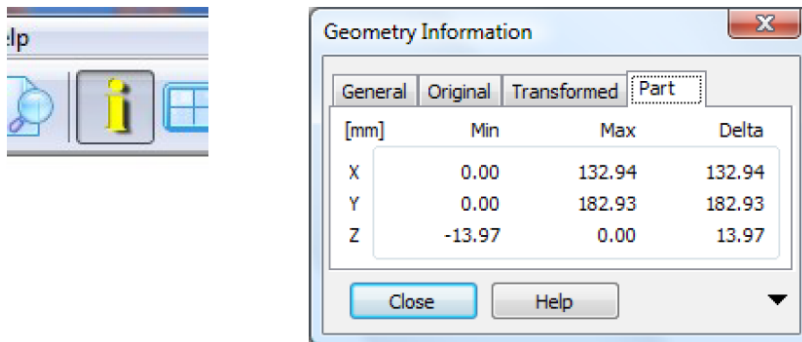 Geometry Information
General Original Transformed Part
[mm] Min Max Delta
X 0.00 132.94 132.94
Y 0.00 182.93 182.93
Z -13.97 0.00 13.97
Close Help